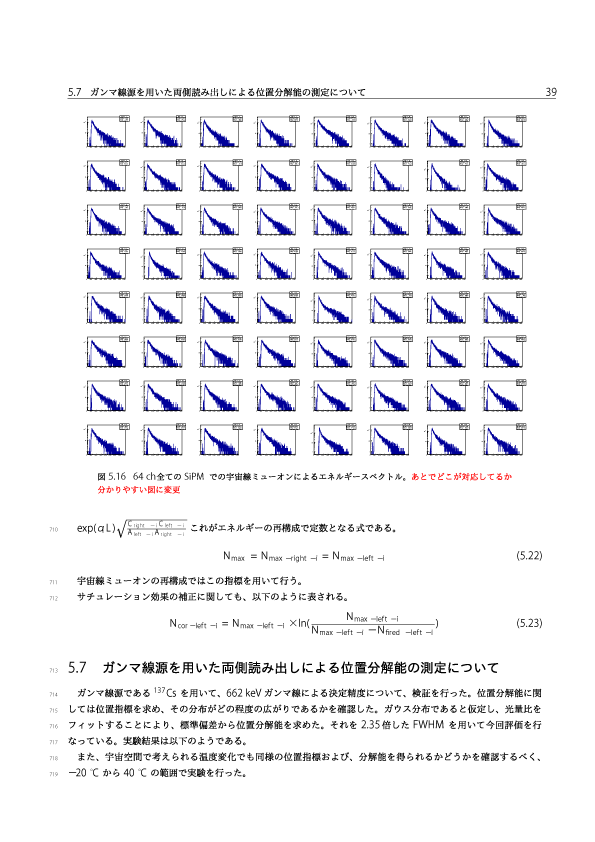 5.7 ガンマ線源を用いた両側読み出しによる位置分解能の測定について 39
図 5.16 64 ch全ての SiPM での宇宙線ミューオンによるエネルギースペクトル。あとでどこが対応してるか
分かりやすい図に変更
710 exp(αL)√(C right −i C left −i / A left −i A right −i) これがエネルギーの再構成で定数となる式である。
N max = N max −right −i = N max −left −i (5.22)
711 宇宙線ミューオンの再構成ではこの指標を用いて行う。
712 サチュレーション効果の補正に関しても、以下のように表される。
N cor −left −i = N max −left −i ×ln( N max −left −i / N max −left −i − N fired −left −i ) (5.23)
713 5.7 ガンマ線源を用いた両側読み出しによる位置分解能の測定について
714 ガンマ線源である 137Cs を用いて、662 keV ガンマ線による決定精度について、検証を行った。位置分解能に関
715 しては位置指標を求め、その分布がどの程度の広がりであるかを確認した。ガウス分布であると仮定し、光量比を
716 フィットすることにより、標準偏差から位置分解能を求めた。それを 2.35 倍した FWHM を用いて今回評価を行
717 なっている。実験結果は以下のようである。
718 また、宇宙空間で考えられる温度変化でも同様の位置指標および、分解能を得られるかどうかを確認するべく、
719 −20 ℃ から 40 ℃ の範囲で実験を行った。